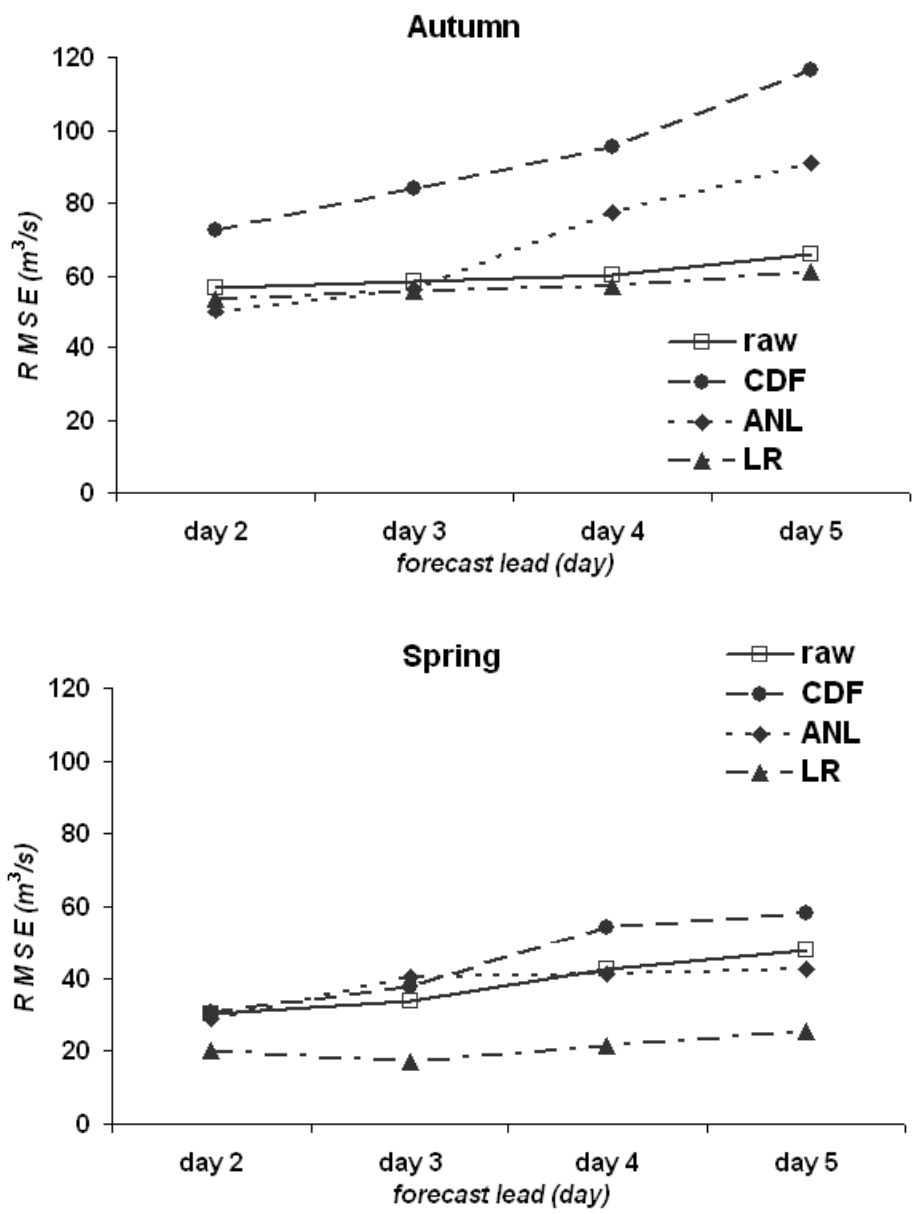 Autumn
120
100
80
60
40
20
0
R M S E (m³/s)
raw
CDF
ANL
LR
day 2 day 3 day 4 day 5
forecast lead (day)
Spring
raw
CDF
ANL
LR
120
100
80
60
40
20
0
R M S E (m³/s)
day 2 day 3 day 4 day 5
forecast lead (day)